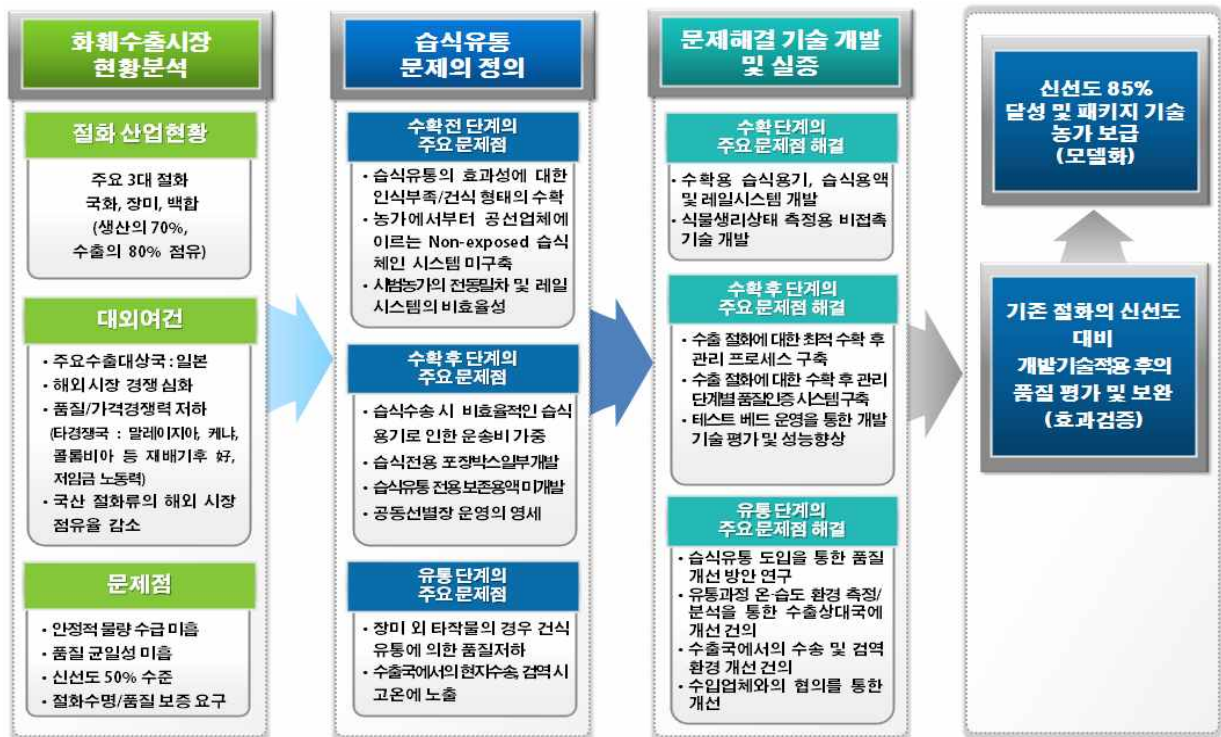 화훼수출시장
현황분석
절화 산업현황
주요 3대 절화
국화, 장미, 백합
(생산의 70%,
수출의 80% 점유)
대외여건
• 주요수출대상국 : 일본
• 해외 시장 경쟁 심화
• 품질/가격경쟁력 저하
(타경쟁국 : 말레이지아, 케냐,
콜롬비아 등 재배기후 好,
저임금 노동력)
• 국산 절화류의 해외 시장
점유율 감소
문제점
• 안정적 물량 수급 미흡
• 품질 균일성 미흡
• 신선도 50% 수준
• 절화수명/품질 보증 요구
습식유통
문제의 정의
수확전 단계의
주요 문제점
• 습식유통의 효과성에 대한
인식부족/건식 형태의 수확
• 농가에서부터 공선업체에
이르는 Non-exposed 습식
체인 시스템 미구축
• 시범농가의 전동밀차 및 레일
시스템의 비효율성
수확후 단계의
주요 문제점
• 습식수송 시 비효율적인 습식
용기로 인한 운송비 가중
• 습식전용 포장박스일부개발
• 습식유통 전용 보존용액 미개발
• 공동선별장 운영의 영세
유통 단계의
주요 문제점
• 장미 외 타작물의 경우 건식
유통에 의한 품질저하
• 수출국에서의 현지수송, 검역 시
고온에 노출
문제해결 기술 개발
및 실증
수확 단계의
주요 문제점 해결
• 수확용 습식용기, 습식용액
및 레일시스템 개발
• 식물생리상태 측정용 비접촉
기술 개발
수확후 단계의
주요 문제점 해결
• 수출 절화에 대한 최적 수확 후
관리 프로세스 구축
• 수출 절화에 대한 수확 후 관리
단계별 품질인증 시스템 구축
• 테스트 베드 운영을 통한 개발
기술 평가 및 성능향상
유통 단계의
주요 문제점 해결
• 습식유통 도입을 통한 품질
개선 방안 연구
• 유통과정 온·습도 환경 측정/
분석을 통한 수출상대국에
개선 건의
• 수출국에서의 수송 및 검역
환경 개선 건의
• 수입업체와의 협의를 통한
개선
신선도 85%
달성 및 패키지 기술
농가 보급
(모델화)
기존 절화의 신선도
대비
개발기술적용 후의
품질 평가 및 보완
(효과검증)